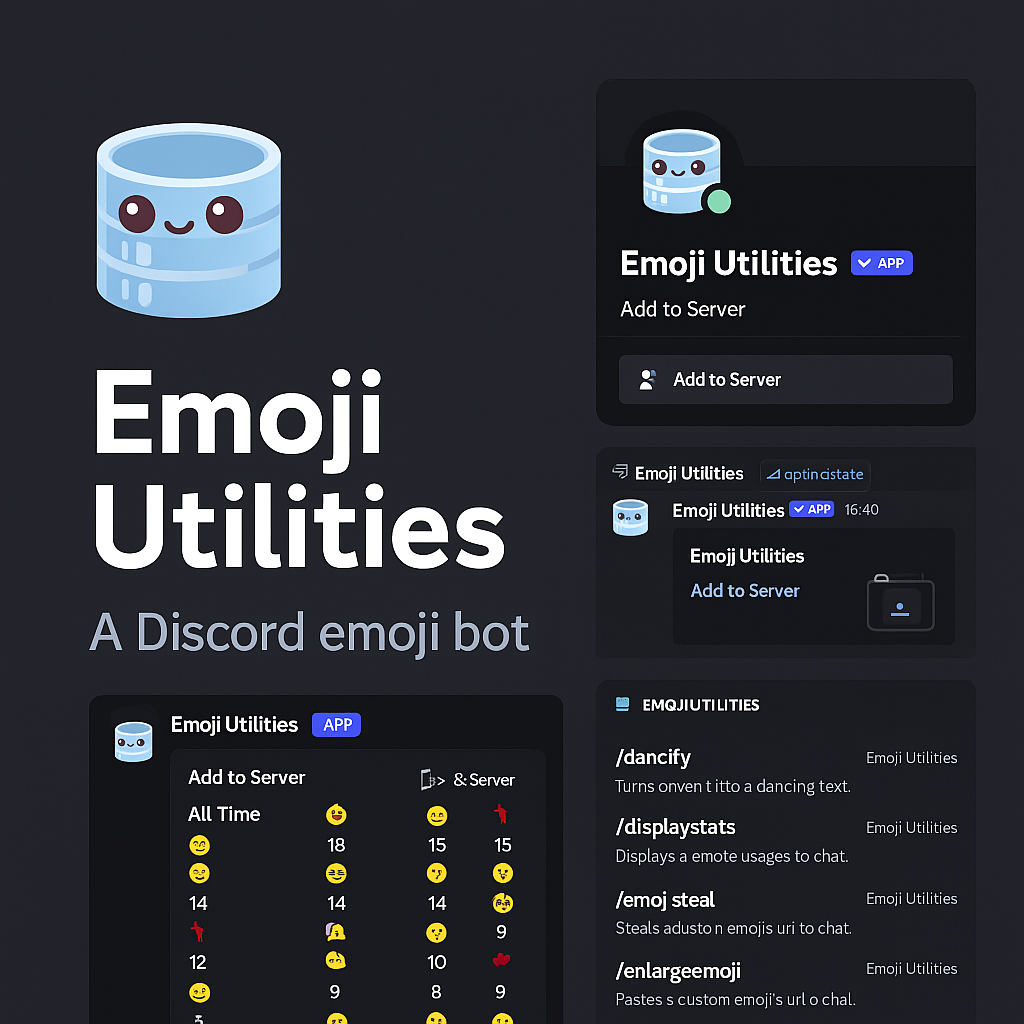 Emoji
Utilities
A Discord emoji bot
Emoji Utilities APP
Add to Server &Server
All Time
18 15 15
14 14 14
9
12 10
9 8 9
Emoji Utilities APP
Add to Server
Add to Server
Emoji Utilities aptincistate
Emoji Utilities APP 16:40
Emojj Utilities
Add to Server
EMQJIUTILITIES
/dancify Emoji Utilities
Turns onven t itto a dancing text.
/displaystats Emoji Utilities
Displays a emote usages to chat.
/emoj steal Emoji Utilities
Steals adusto n emojis uri to chat.
/enlargeemoji Emoji Utilities
Pastes s custom emoji's url o chal.